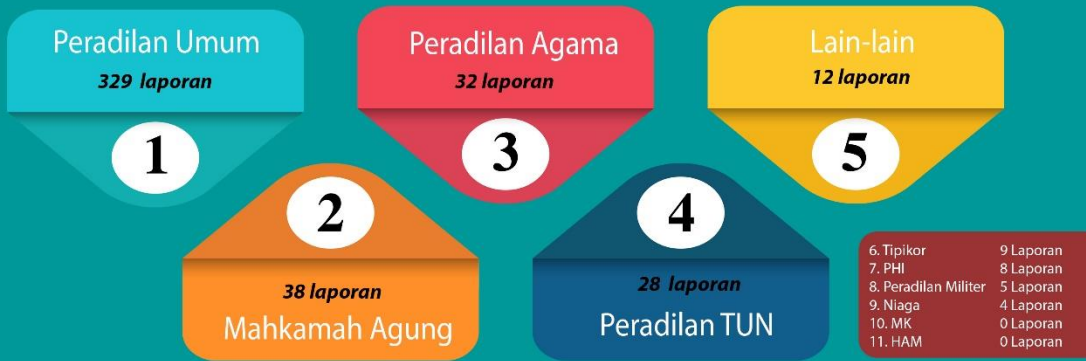 Peradilan Umum
329 laporan
1
2
38 laporan
Mahkamah Agung
Peradilan Agama
32 laporan
3
4
28 laporan
Peradilan TUN
Lain-lain
12 laporan
5
6. Tipikor 9 Laporan
7. PHI 8 Laporan
8. Peradilan Militer 5 Laporan
9. Niaga 4 Laporan
10. MK 0 Laporan
11. HAM 0 Laporan